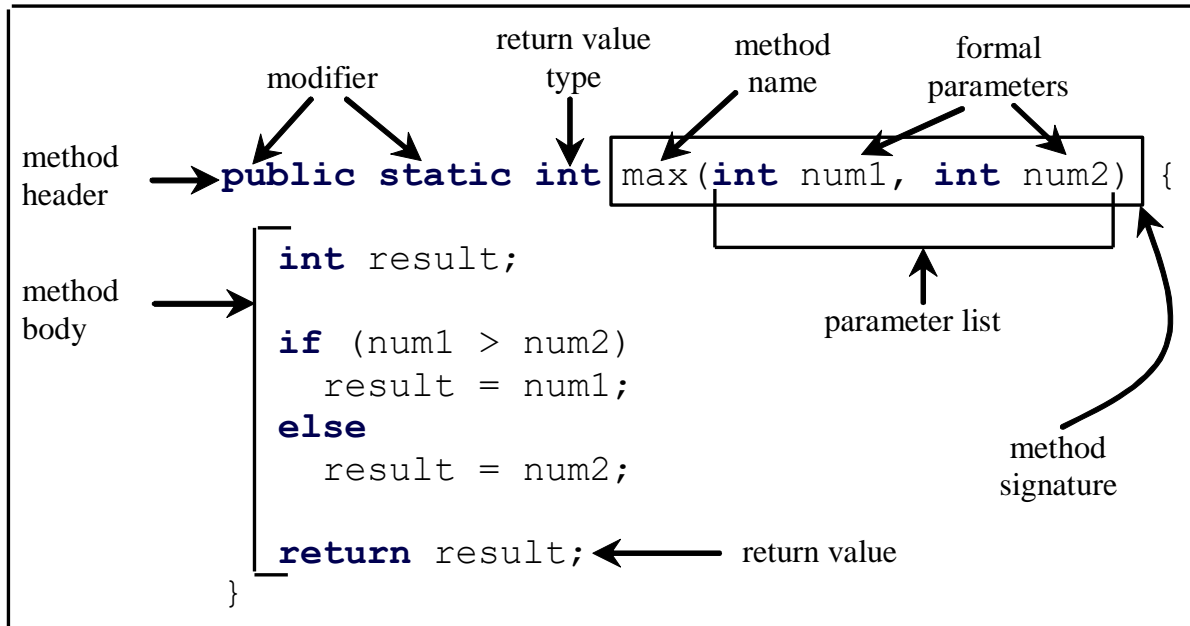 return value
type
method
name
formal
parameters
modifier
method
header
public static int max(int num1, int num2) {
int result;
method
body
parameter list
if (num1 > num2)
result = num1;
else
result = num2;
method
signature
return result;
return value
}